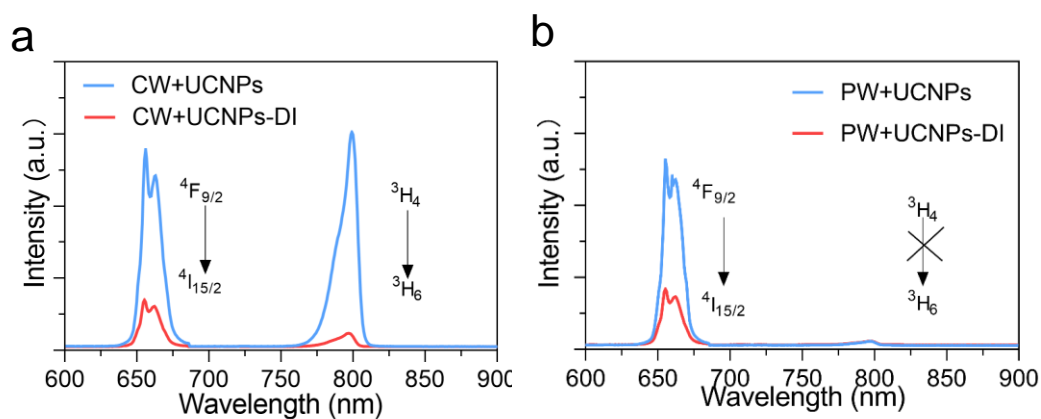 a
CW+UCNPs
CW+UCNPs-DI
⁴F₉/₂
⁴I₁₅/₂
³H₄
³H₆
Intensity (a.u.)
600 650 700 750 800 850 900
Wavelength (nm)
b
PW+UCNPs
PW+UCNPs-DI
⁴F₉/₂
⁴I₁₅/₂
³H₄
³H₆
Intensity (a.u.)
600 650 700 750 800 850 900
Wavelength (nm)